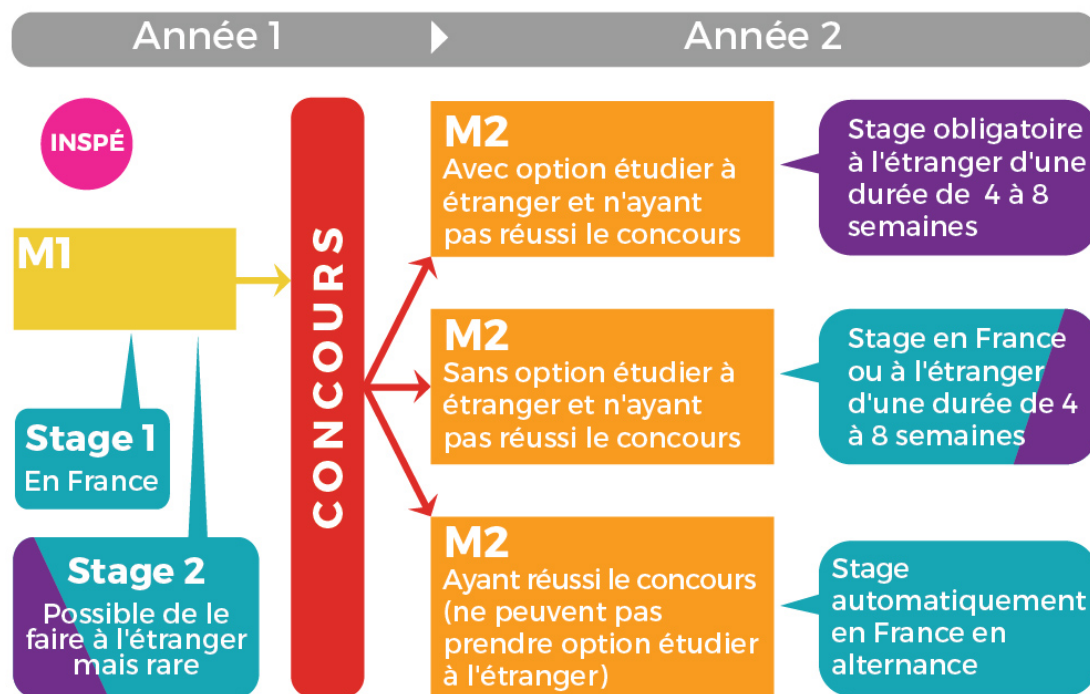 Année 1
Année 2
INSPÉ
M1
Stage 1
En France
Stage 2
Possible de le
faire à l'étranger
mais rare
CONCOURS
M2
Avec option étudier à
étranger et n'ayant
pas réussi le concours
Stage obligatoire
à l'étranger d'une
durée de 4 à 8
semaines
M2
Sans option étudier à
étranger et n'ayant
pas réussi le concours
Stage en France
ou à l'étranger
d'une durée de 4
à 8 semaines
M2
Ayant réussi le concours
(ne peuvent pas
prendre option étudier
à l'étranger)
Stage
automatiquement
en France en
alternance